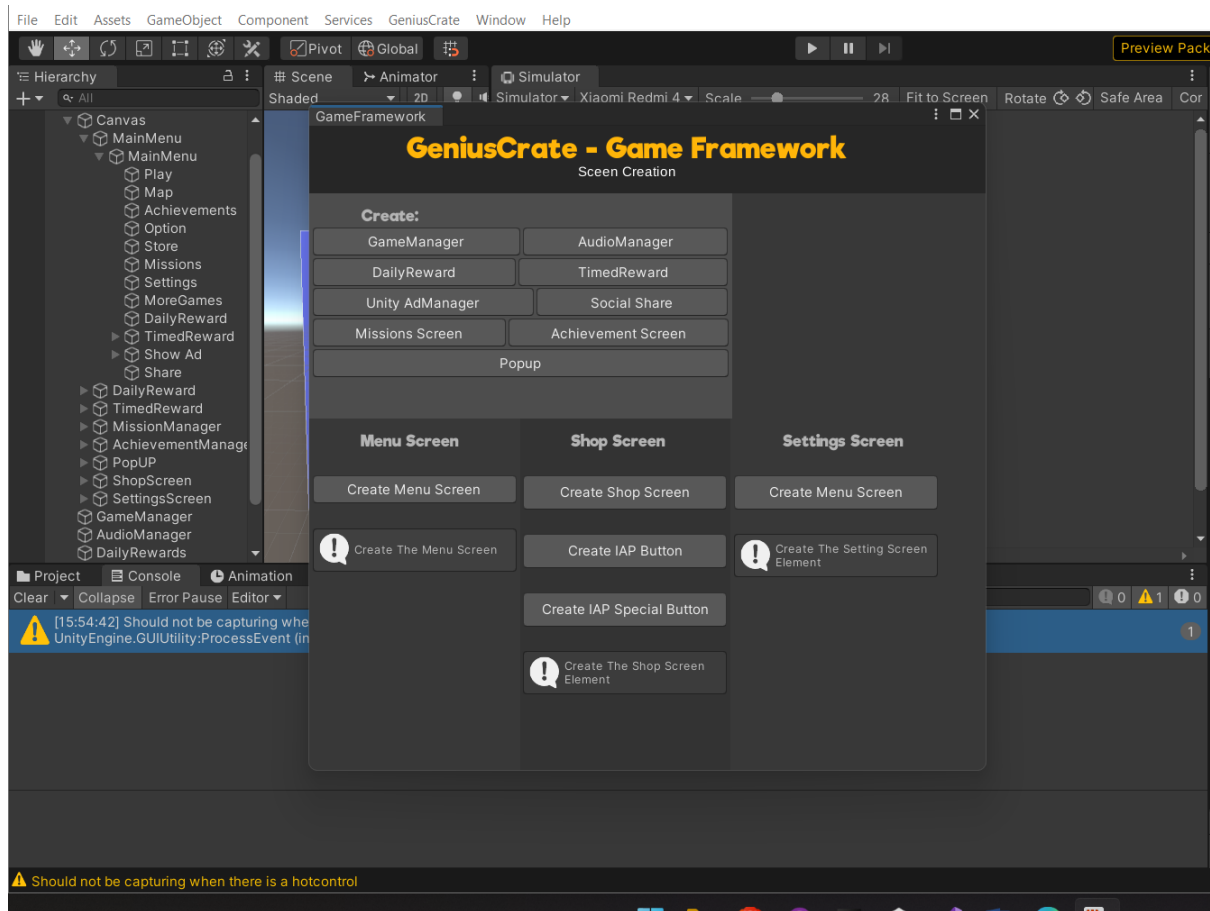 File Edit Assets GameObject Component Services GeniusCrate Window Help
Pivot Global Preview Pack
Hierarchy Scene Animator Simulator
All Shaded 2D Simulator Xiaomi Redmi 4 Scale 28 Fit to Screen Rotate Safe Area Cor
GameFramework
GeniusCrate - Game Framework
Sceen Creation
Canvas
MainMenu
MainMenu
Play
Map
Achievements
Option
Store
Missions
Settings
MoreGames
DailyReward
TimedReward
Show Ad
Share
DailyReward
TimedReward
MissionManager
AchievementManage
PopUP
ShopScreen
SettingsScreen
GameManager
AudioManager
DailyRewards
Create:
GameManager AudioManager
DailyReward TimedReward
Unity AdManager Social Share
Missions Screen Achievement Screen
Popup
Menu Screen Shop Screen Settings Screen
Create Menu Screen Create Shop Screen Create Menu Screen
Create The Menu Screen Create IAP Button Create The Setting Screen
Element
Create IAP Special Button
Create The Shop Screen
Element
Project Console Animation
Clear Collapse Error Pause Editor 0 1 0
[15:54:42] Should not be capturing whe
UnityEngine.GUIUtility:ProcessEvent (in
1
Should not be capturing when there is a hotcontrol